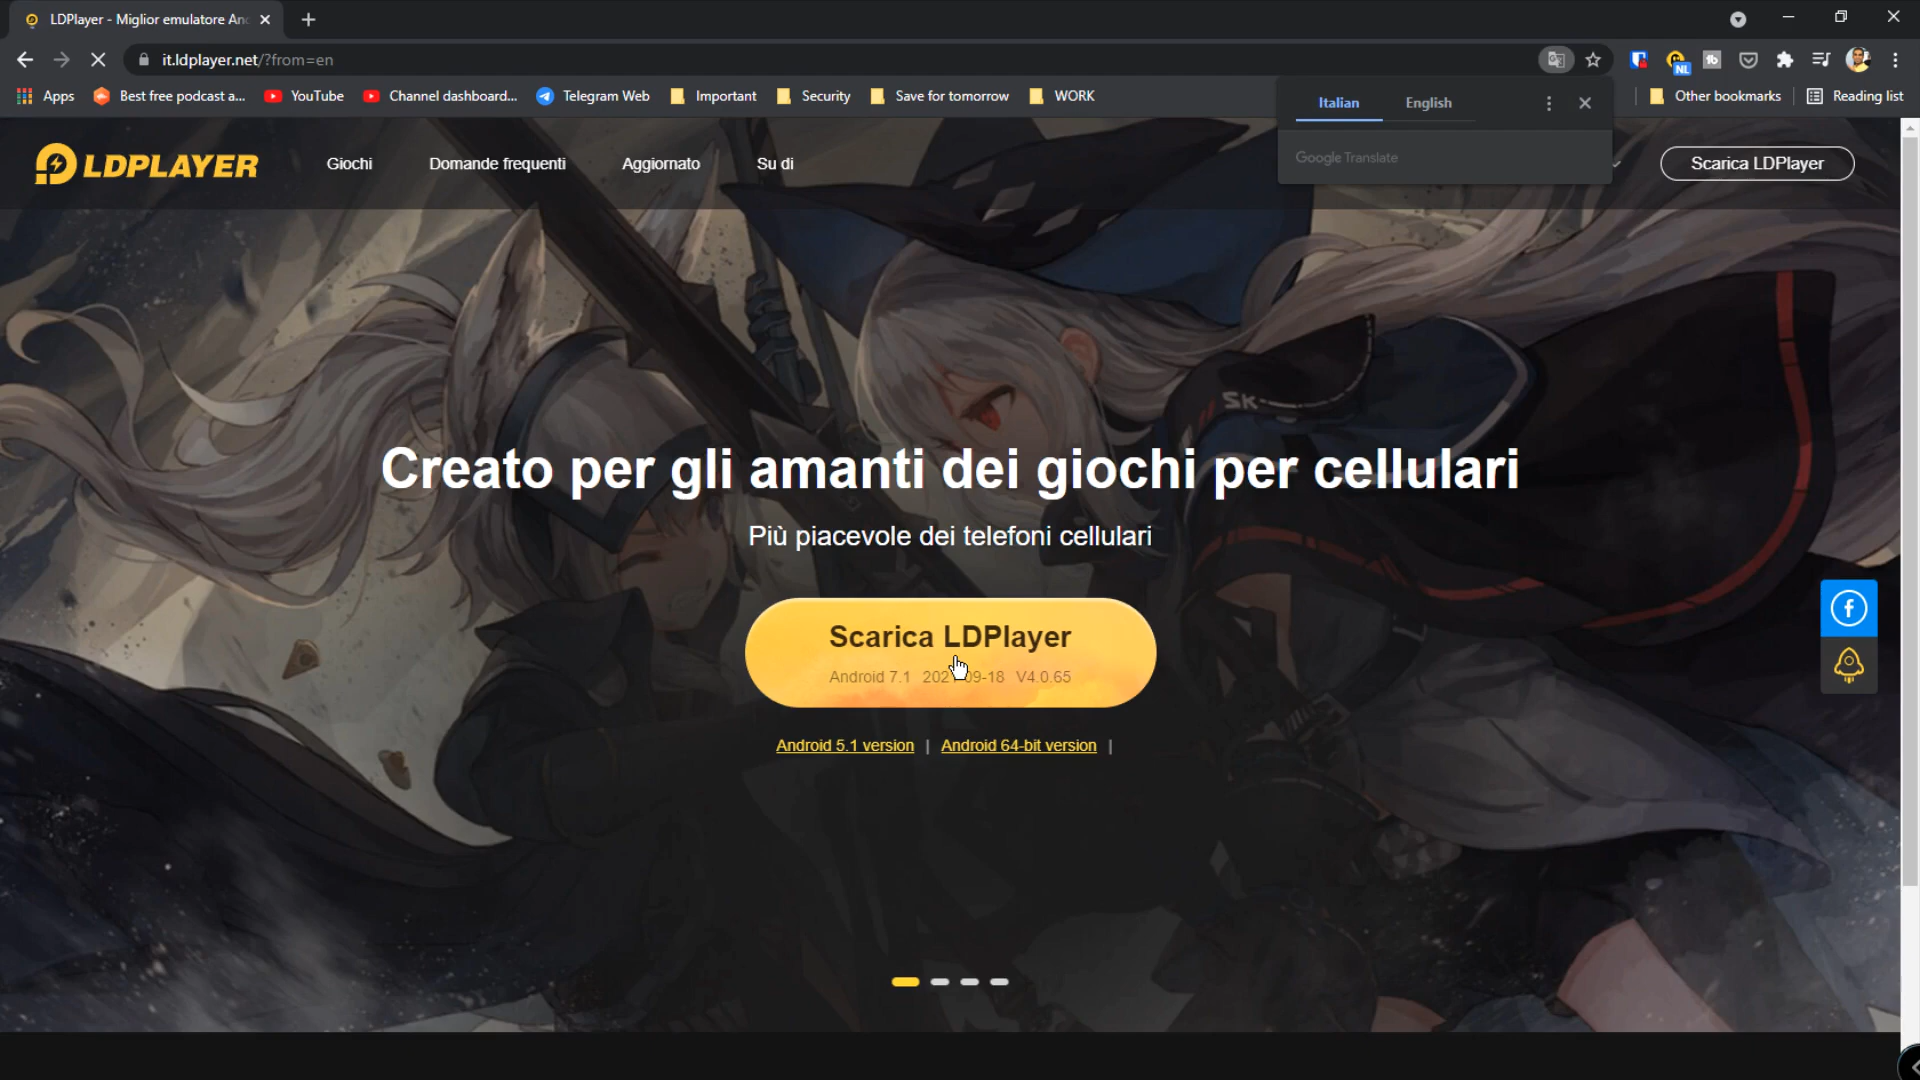 LDPlayer - Miglior emulatore An
it.ldplayer.net/?from=en
NL
Apps
Best free podcast a...
YouTube
Channel dashboard...
Telegram Web
Important
Security
Save for tomorrow
WORK
Other bookmarks
Reading list
Italian
English
Google Translate
LDPLAYER
Giochi
Domande frequenti
Aggiornato
Su di
Scarica LDPlayer
SK
Creato per gli amanti dei giochi per cellulari
Più piacevole dei telefoni cellulari
Scarica LDPlayer
Android 7.1 2021-09-18 V4.0.65
Android 5.1 version | Android 64-bit version |